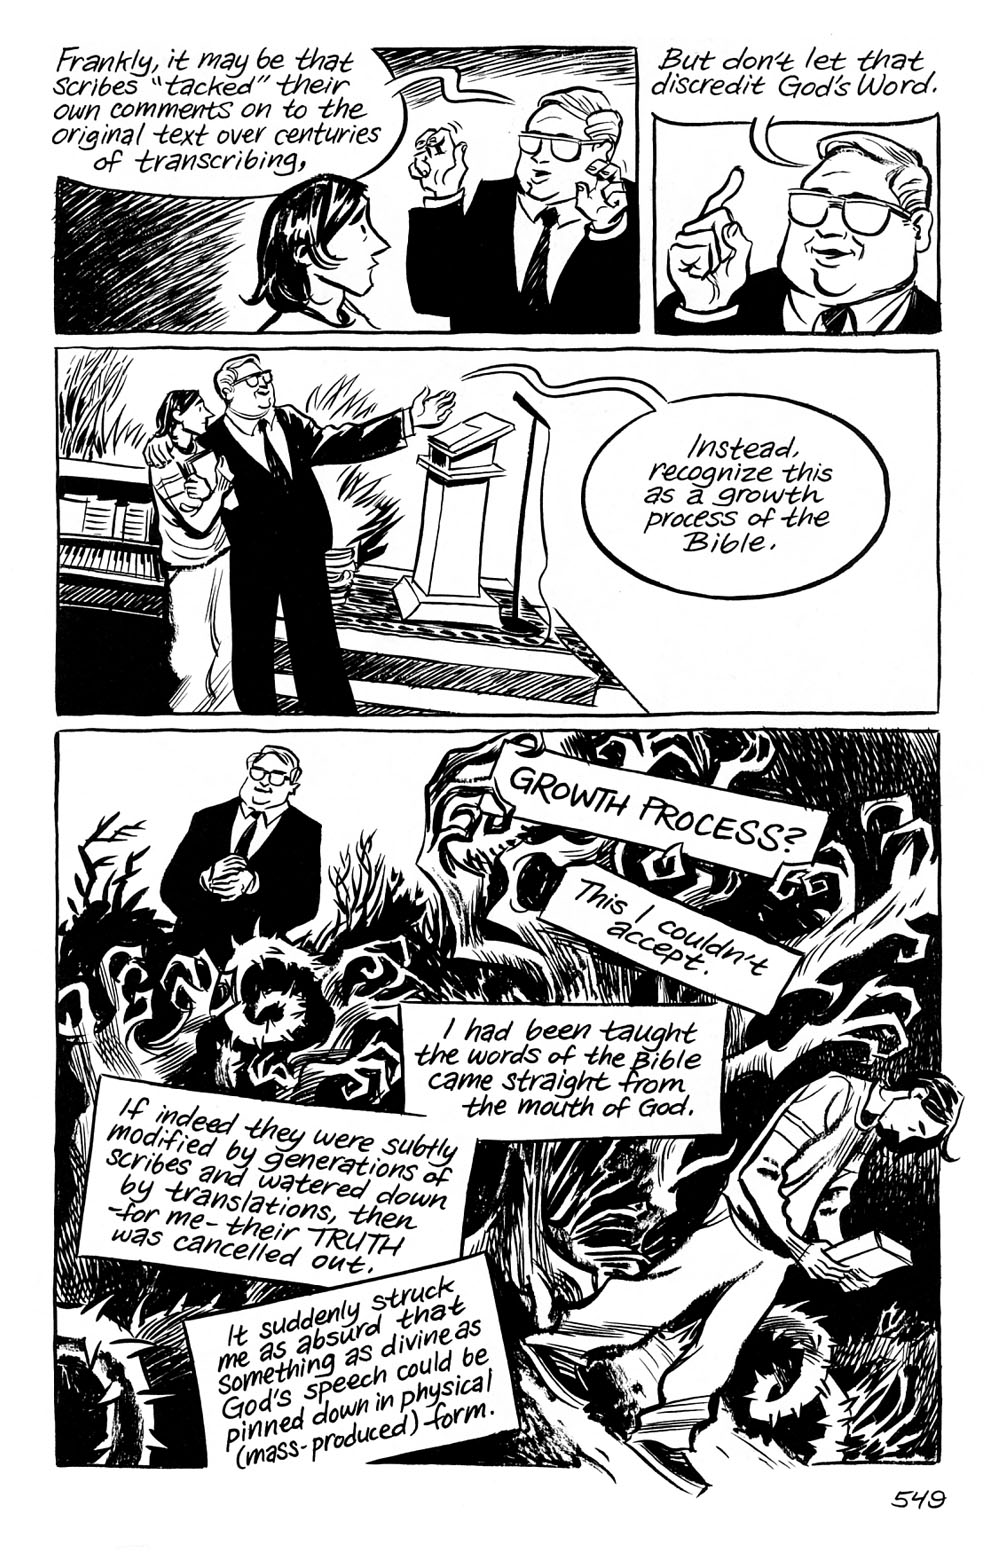 Frankly, it may be that
scribes "tacked" their
own comments on to the
original text over centuries
of transcribing,
But don't let that
discredit God's Word.
Instead,
recognize this
as a growth
process of the
Bible.
GROWTH PROCESS?
This I couldn't
accept.
I had been taught
the words of the Bible
came straight from
the mouth of God.
If indeed they were subtly
modified by generations of
scribes and watered down
by translations, then
-for me- their TRUTH
was cancelled out.
It suddenly struck
me as absurd that
something as divine as
God's speech could be
pinned down in physical
(mass-produced) form.
549